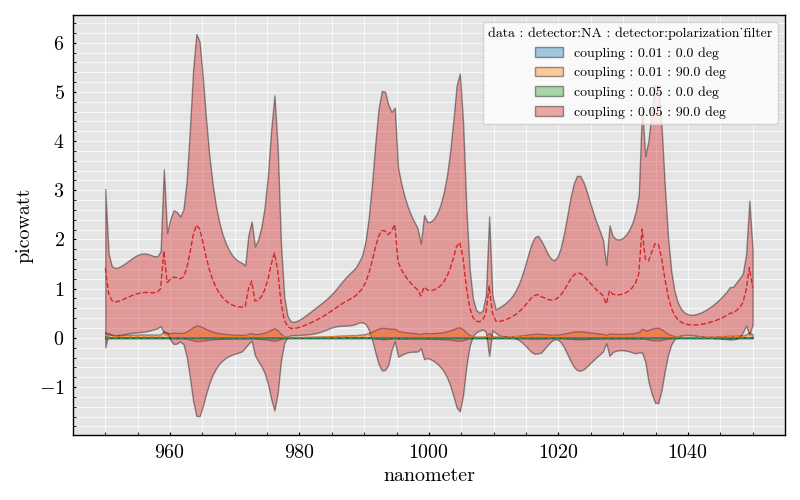 data : detector:NA : detector:polarization˙filter
coupling : 0.01 : 0.0 deg
coupling : 0.01 : 90.0 deg
coupling : 0.05 : 0.0 deg
coupling : 0.05 : 90.0 deg
6
5
4
3
2
1
0
−1
picowatt
960 980 1000 1020 1040
nanometer